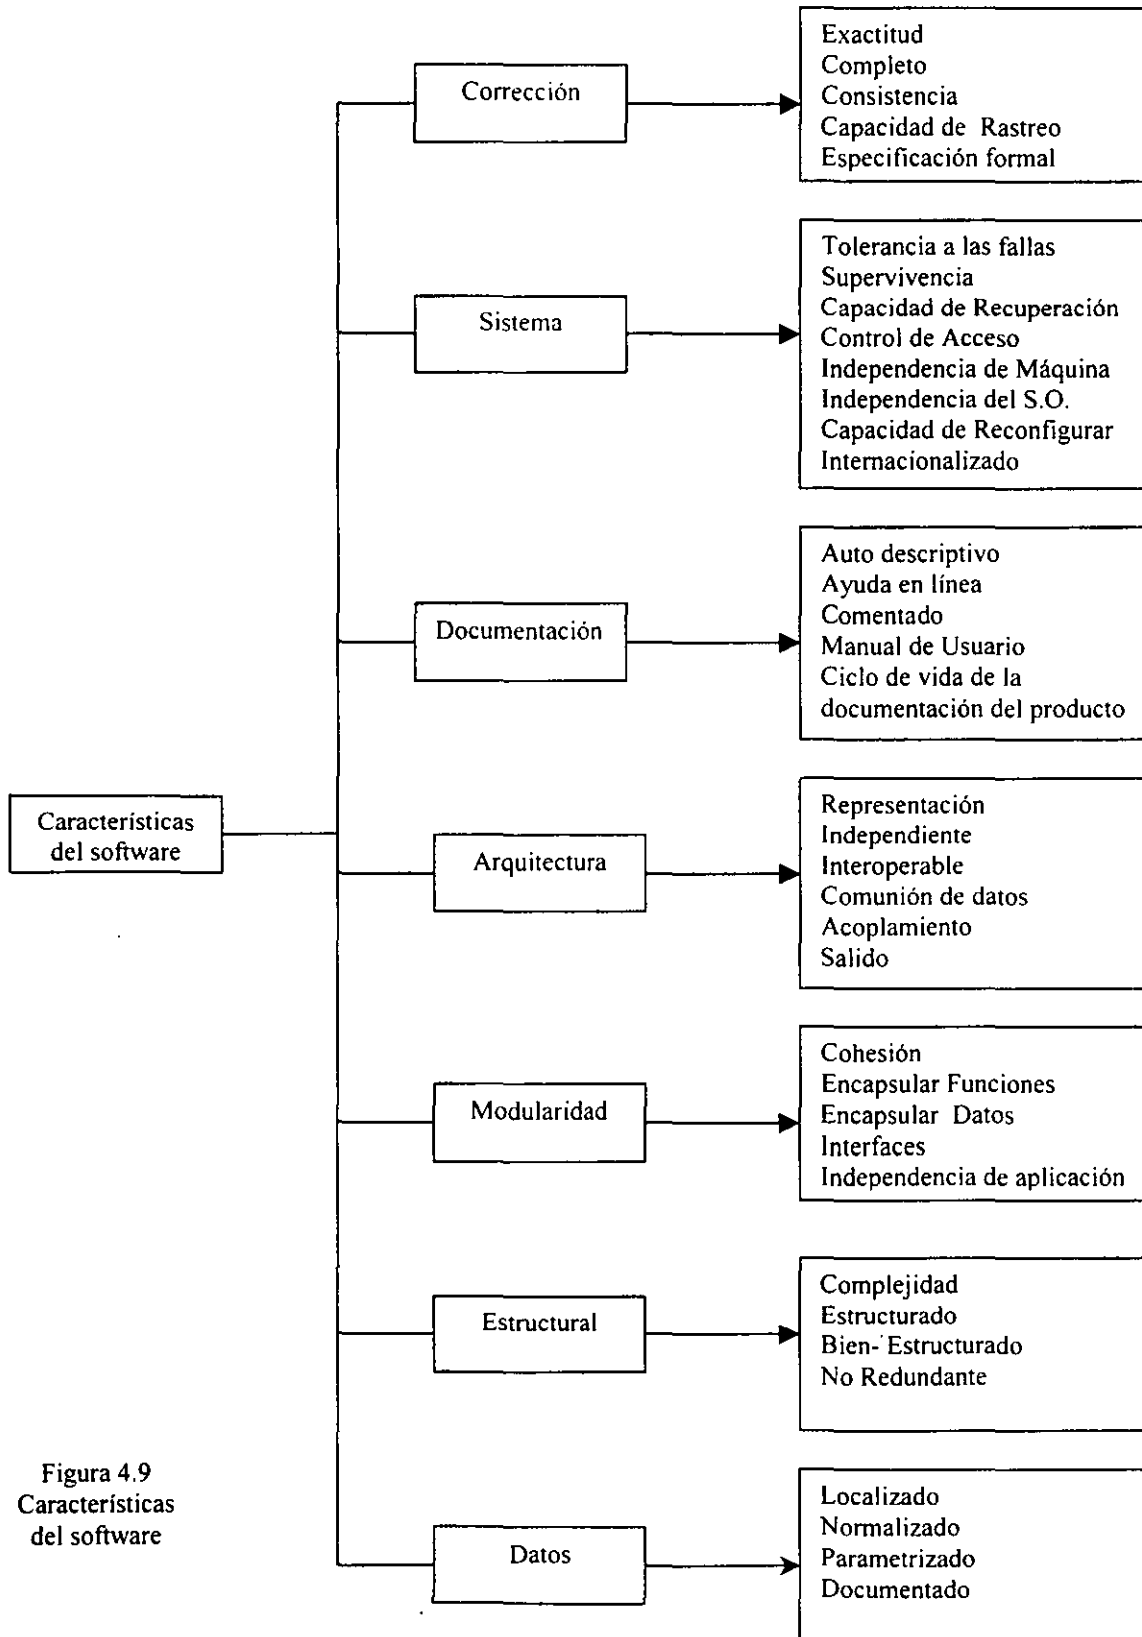 Corrección
Exactitud
Completo
Consistencia
Capacidad de Rastreo
Especificación formal
Sistema
Tolerancia a las fallas
Supervivencia
Capacidad de Recuperación
Control de Acceso
Independencia de Máquina
Independencia del S.O.
Capacidad de Reconfigurar
Internacionalizado
Documentación
Auto descriptivo
Ayuda en línea
Comentado
Manual de Usuario
Ciclo de vida de la
documentación del producto
Características
del software
Arquitectura
Representación
Independiente
Interoperable
Comunión de datos
Acoplamiento
Salido
Modularidad
Cohesión
Encapsular Funciones
Encapsular Datos
Interfaces
Independencia de aplicación
Estructural
Complejidad
Estructurado
Bien-Estructurado
No Redundante
Figura 4.9
Características
del software
Datos
Localizado
Normalizado
Parametrizado
Documentado